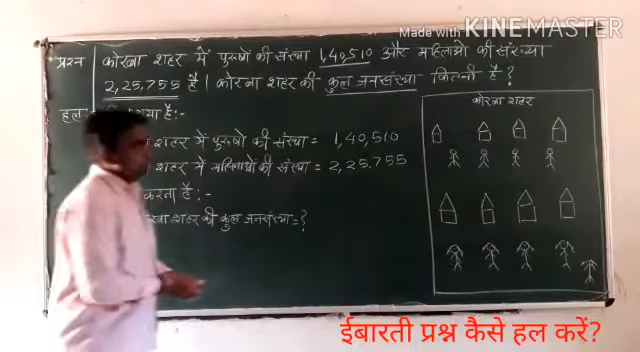 Made with KINEMASTER
प्रश्न कोरबा शहर में पुरुषों की संख्या 1,40,510 और महिलाओं की संख्या
2,25,755 है। कोरबा शहर की कुल जनसंख्या कितनी है?
कोरबा शहर
हल है:-
शहर में पुरुषों की संख्या = 1,40,510
शहर में महिलाओं की संख्या = 2,25,755
करना है:-
शहर की कुल जनसंख्या = ?
ईबारती प्रश्न कैसे हल करें?